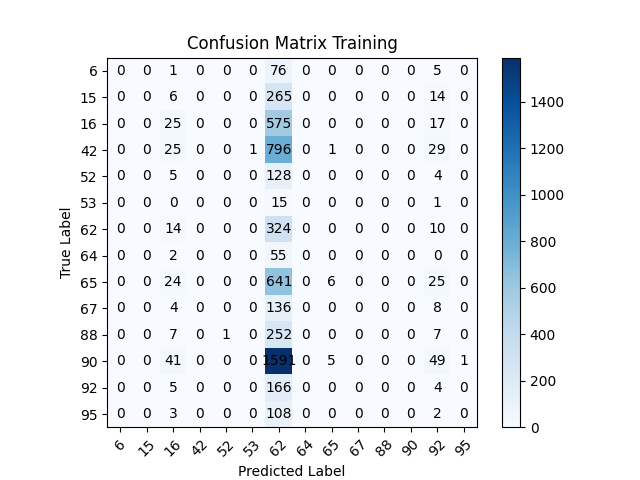 Confusion Matrix Training
6 0 0 1 0 0 0 76 0 0 0 0 0 5 0
15 0 0 6 0 0 0 265 0 0 0 0 0 14 0
16 0 0 25 0 0 0 575 0 0 0 0 0 17 0
42 0 0 25 0 0 1 796 0 1 0 0 0 29 0
52 0 0 5 0 0 0 128 0 0 0 0 0 4 0
53 0 0 0 0 0 0 15 0 0 0 0 0 1 0
62 0 0 14 0 0 0 324 0 0 0 0 0 10 0
64 0 0 2 0 0 0 55 0 0 0 0 0 0 0
65 0 0 24 0 0 0 641 0 6 0 0 0 25 0
67 0 0 4 0 0 0 136 0 0 0 0 0 8 0
88 0 0 7 0 1 0 252 0 0 0 0 0 7 0
90 0 0 41 0 0 0 1591 0 5 0 0 0 49 1
92 0 0 5 0 0 0 166 0 0 0 0 0 4 0
95 0 0 3 0 0 0 108 0 0 0 0 0 2 0
6 15 16 42 52 53 62 64 65 67 88 90 92 95
Predicted Label
True Label
1400
1200
1000
800
600
400
200
0